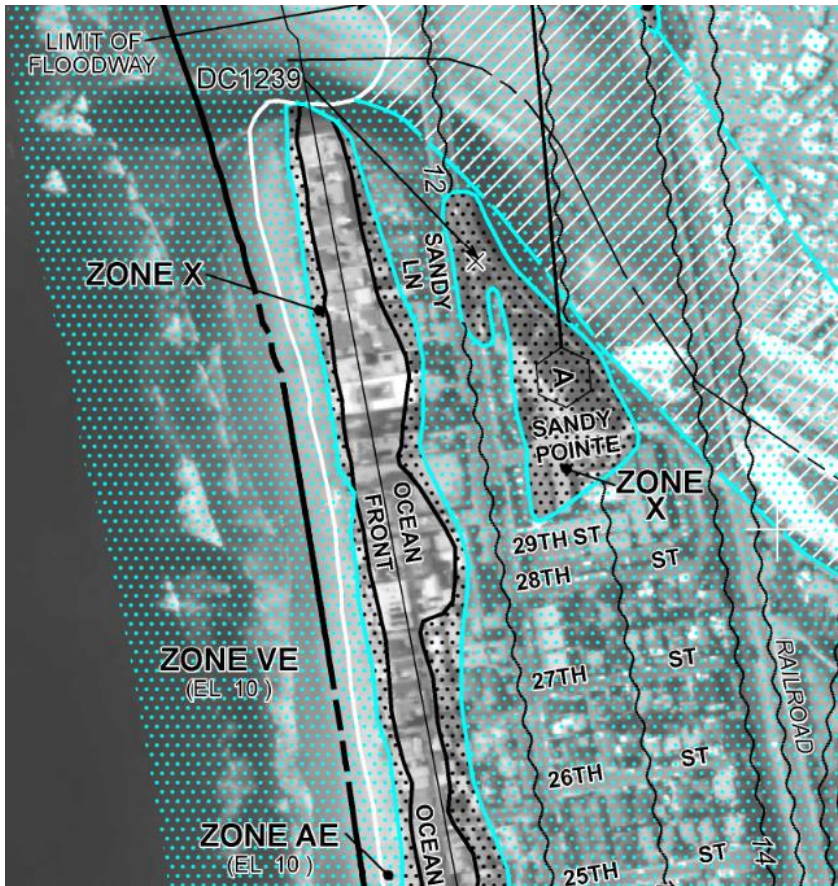 LIMIT OF
FLOODWAY
DC1239
12
SANDY
LN
ZONE X
A
SANDY
POINTE
ZONE
X
OCEAN
FRONT
29TH ST
28TH ST
ZONE VE
(EL 10)
27TH ST
RAILROAD
26TH ST
ZONE AE
(EL 10)
OCEAN
25TH ST
14